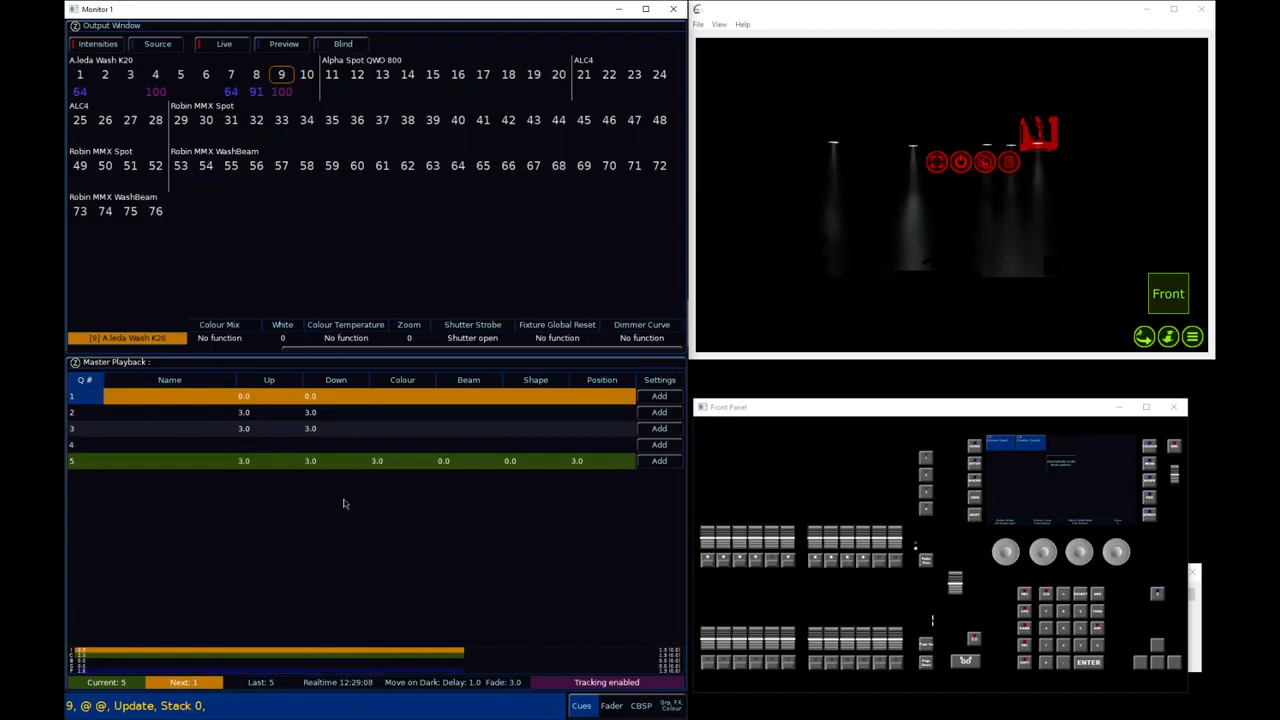 Monitor 1
Output Window
Intensities Source Live Preview Blind
A.leda Wash K20 Alpha Spot QWO 800 ALC4
1 2 3 4 5 6 7 8 9 10 11 12 13 14 15 16 17 18 19 20 21 22 23 24
64 100 64 91 100
ALC4 Robin MMX Spot
25 26 27 28 29 30 31 32 33 34 35 36 37 38 39 40 41 42 43 44 45 46 47 48
Robin MMX Spot Robin MMX WashBeam
49 50 51 52 53 54 55 56 57 58 59 60 61 62 63 64 65 66 67 68 69 70 71 72
Robin MMX WashBeam
73 74 75 76
Colour Mix White Colour Temperature Zoom Shutter Strobe Fixture Global Reset Dimmer Curve
[9] A.leda Wash K20 No function 0 No function 0 Shutter open No function No function
Master Playback :
Q # Name Up Down Colour Beam Shape Position Settings
1 0.0 0.0 Add
2 3.0 3.0 Add
3 3.0 3.0 Add
4 Add
5 3.0 3.0 3.0 0.0 0.0 3.0 Add
Current: 5 Next: 1 Last: 5 Realtime 12:29:08 Move on Dark: Delay: 1.0 Fade: 3.0 Tracking enabled
9, @ @, Update, Stack 0,
Cues Fader CBSP Grp, FX, Colour
File View Help
Front
Front Panel
GO
ENTER